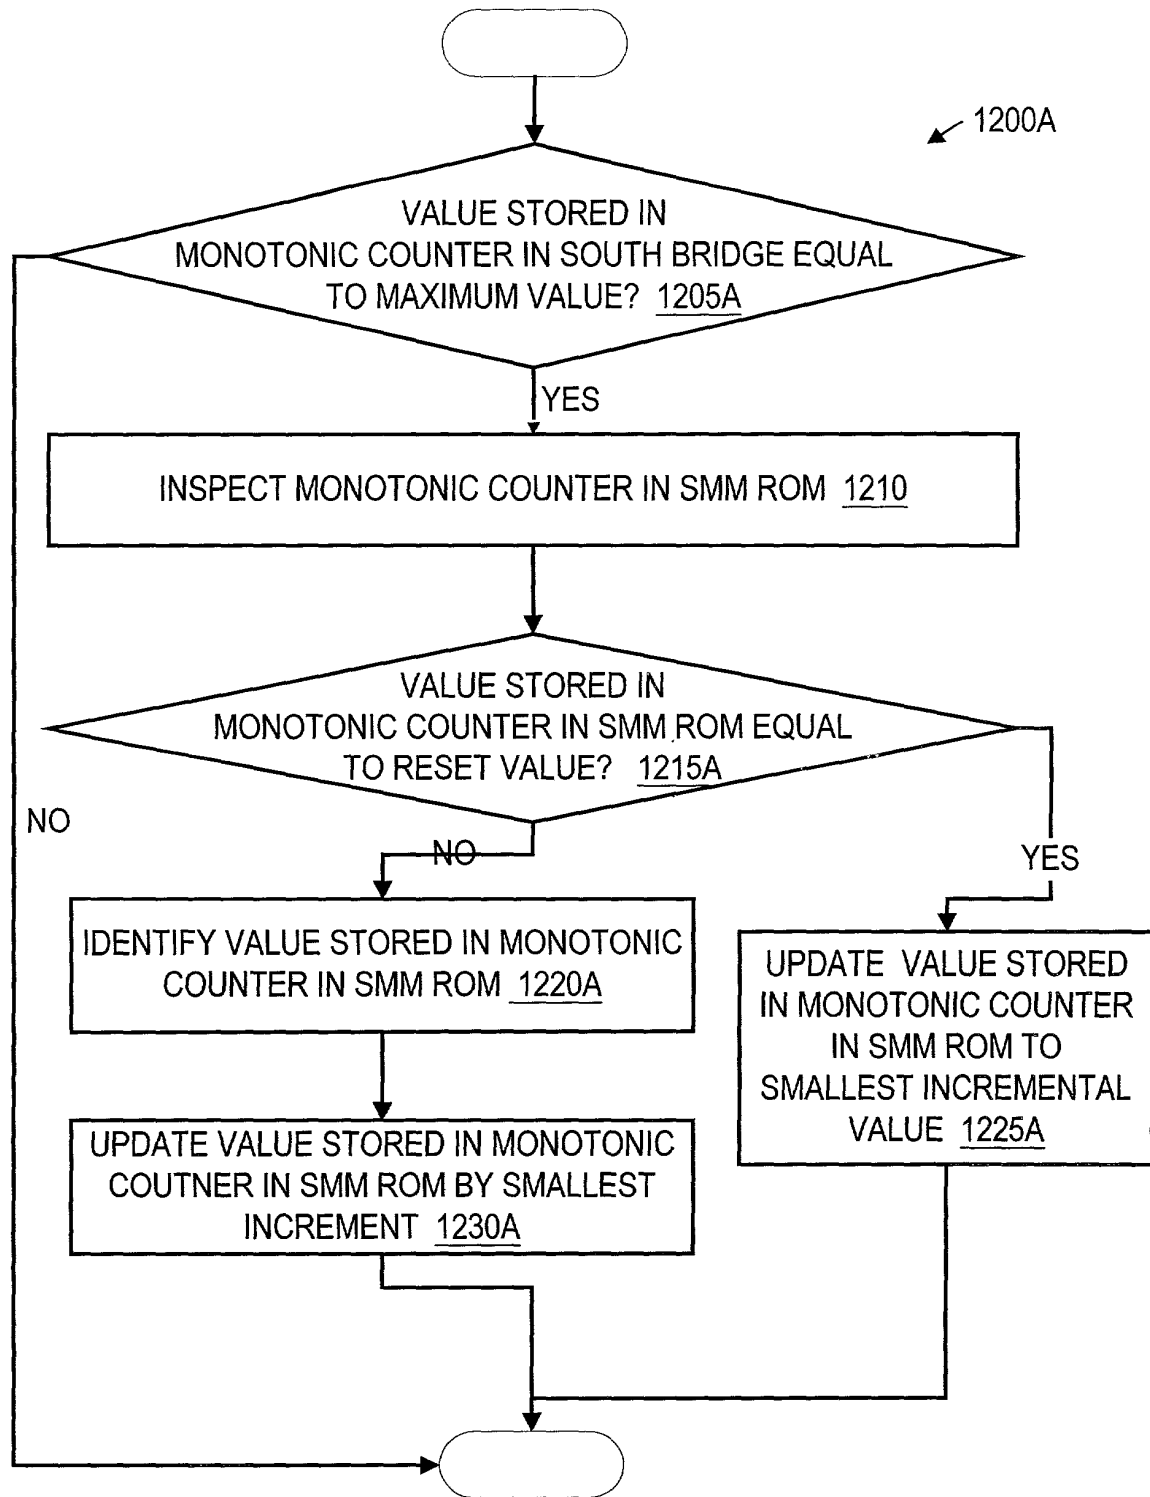 1200A
VALUE STORED IN
MONOTONIC COUNTER IN SOUTH BRIDGE EQUAL
TO MAXIMUM VALUE? 1205A
YES
INSPECT MONOTONIC COUNTER IN SMM ROM 1210
VALUE STORED IN
MONOTONIC COUNTER IN SMM ROM EQUAL
TO RESET VALUE? 1215A
NO
NO
YES
IDENTIFY VALUE STORED IN MONOTONIC
COUNTER IN SMM ROM 1220A
UPDATE VALUE STORED
IN MONOTONIC COUNTER
IN SMM ROM TO
SMALLEST INCREMENTAL
VALUE 1225A
UPDATE VALUE STORED IN MONOTONIC
COUTNER IN SMM ROM BY SMALLEST
INCREMENT 1230A